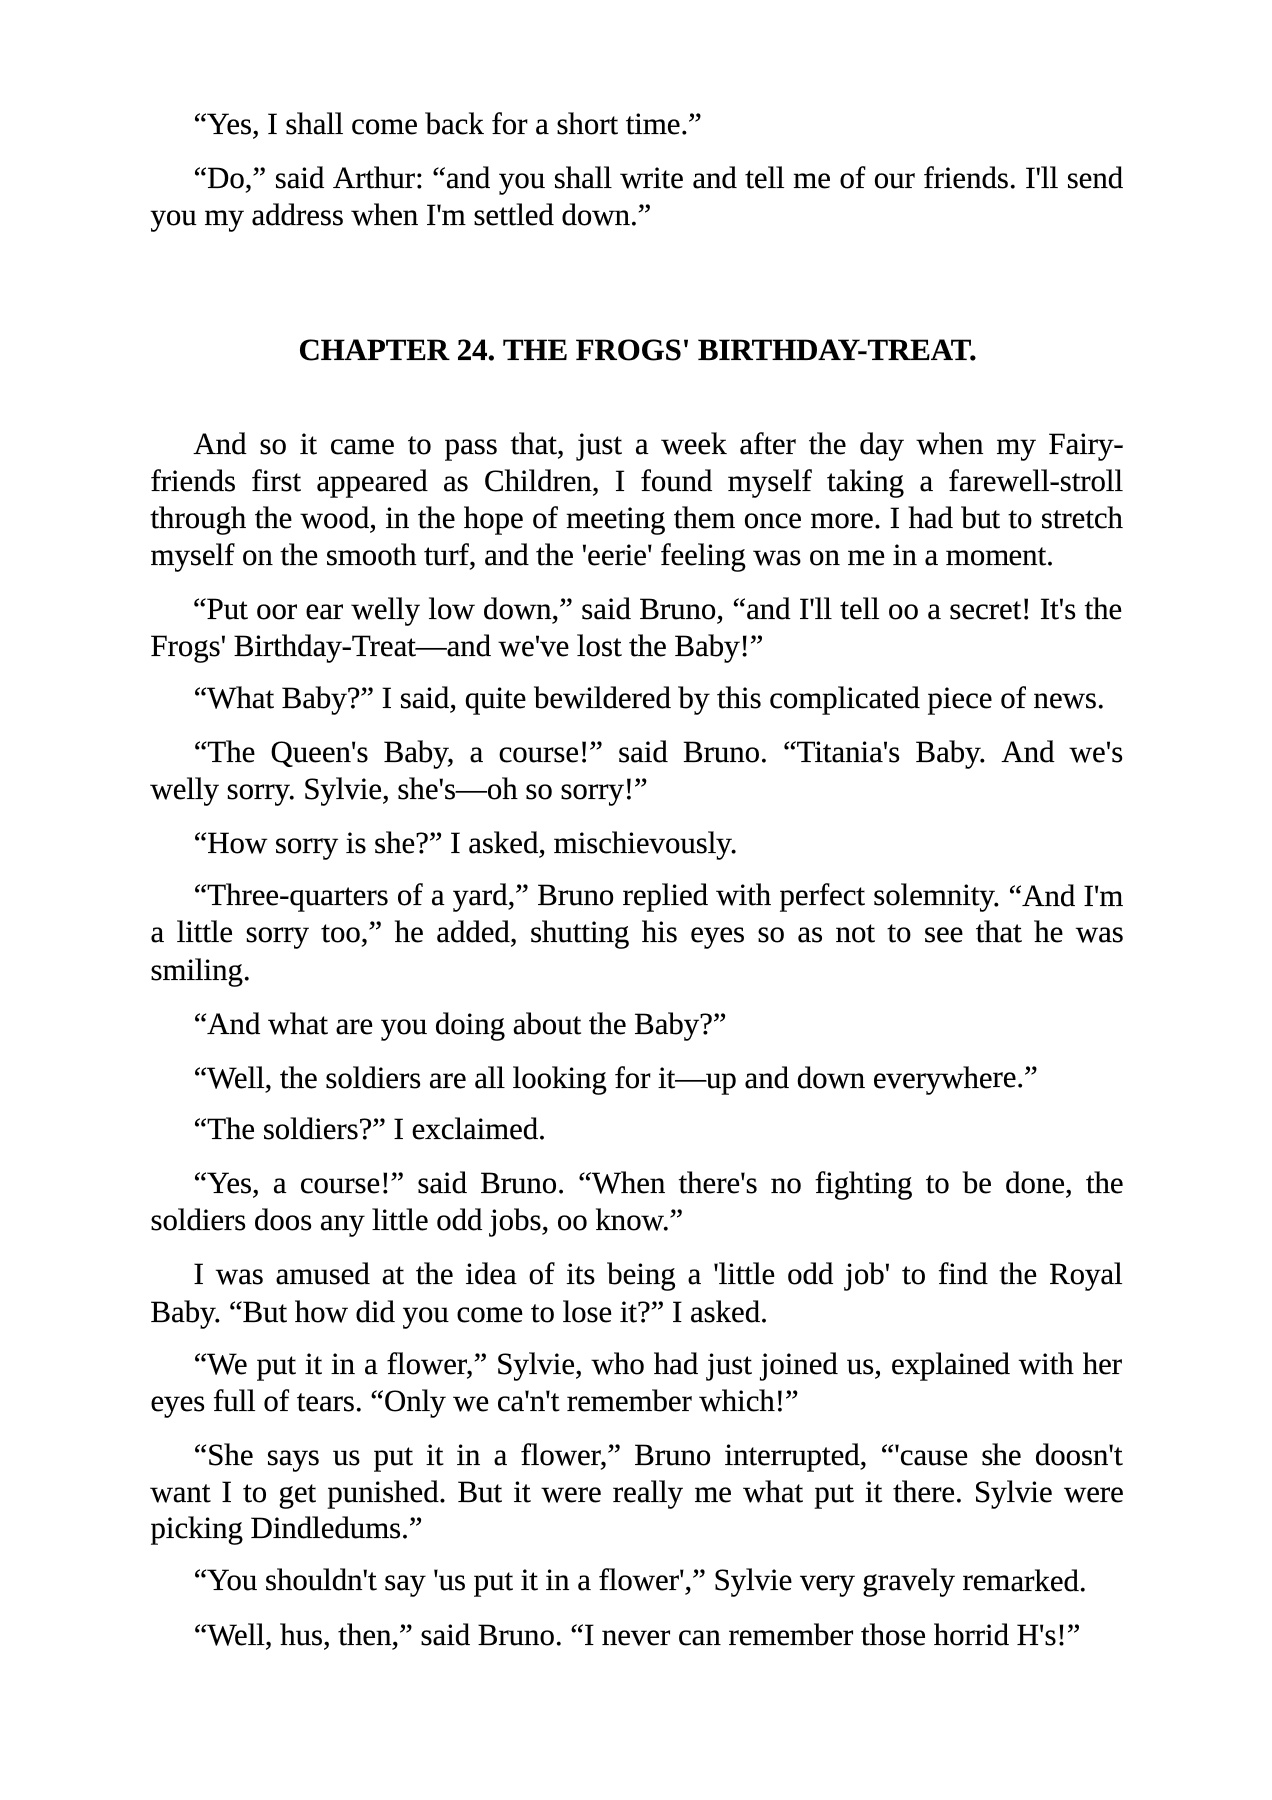 “Yes, I shall come back for a short time.”
“Do,” said Arthur: “and you shall write and tell me of our friends. I'll send
you my address when I'm settled down.”
CHAPTER 24. THE FROGS' BIRTHDAY-TREAT.
And so it came to pass that, just a week after the day when my Fairy-
friends first appeared as Children, I found myself taking a farewell-stroll
through the wood, in the hope of meeting them once more. I had but to stretch
myself on the smooth turf, and the 'eerie' feeling was on me in a moment.
“Put oor ear welly low down,” said Bruno, “and I'll tell oo a secret! It's the
Frogs' Birthday-Treat—and we've lost the Baby!”
“What Baby?” I said, quite bewildered by this complicated piece of news.
“The Queen's Baby, a course!” said Bruno. “Titania's Baby. And we's
welly sorry. Sylvie, she's—oh so sorry!”
“How sorry is she?” I asked, mischievously.
“Three-quarters of a yard,” Bruno replied with perfect solemnity. “And I'm
a little sorry too,” he added, shutting his eyes so as not to see that he was
smiling.
“And what are you doing about the Baby?”
“Well, the soldiers are all looking for it—up and down everywhere.”
“The soldiers?” I exclaimed.
“Yes, a course!” said Bruno. “When there's no fighting to be done, the
soldiers doos any little odd jobs, oo know.”
I was amused at the idea of its being a 'little odd job' to find the Royal
Baby. “But how did you come to lose it?” I asked.
“We put it in a flower,” Sylvie, who had just joined us, explained with her
eyes full of tears. “Only we ca'n't remember which!”
“She says us put it in a flower,” Bruno interrupted, “'cause she doosn't
want I to get punished. But it were really me what put it there. Sylvie were
picking Dindledums.”
“You shouldn't say 'us put it in a flower',” Sylvie very gravely remarked.
“Well, hus, then,” said Bruno. “I never can remember those horrid H's!”